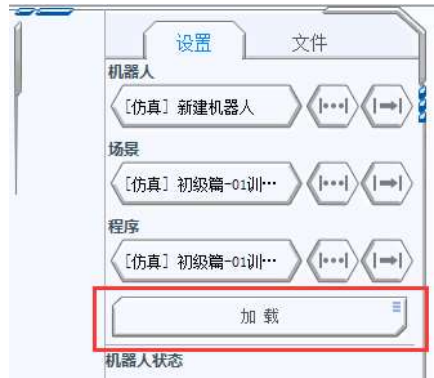 设置 文件
机器人
[仿真] 新建机器人
场景
[仿真] 初级篇-01训…
程序
[仿真] 初级篇-01训…
加 载
机器人状态